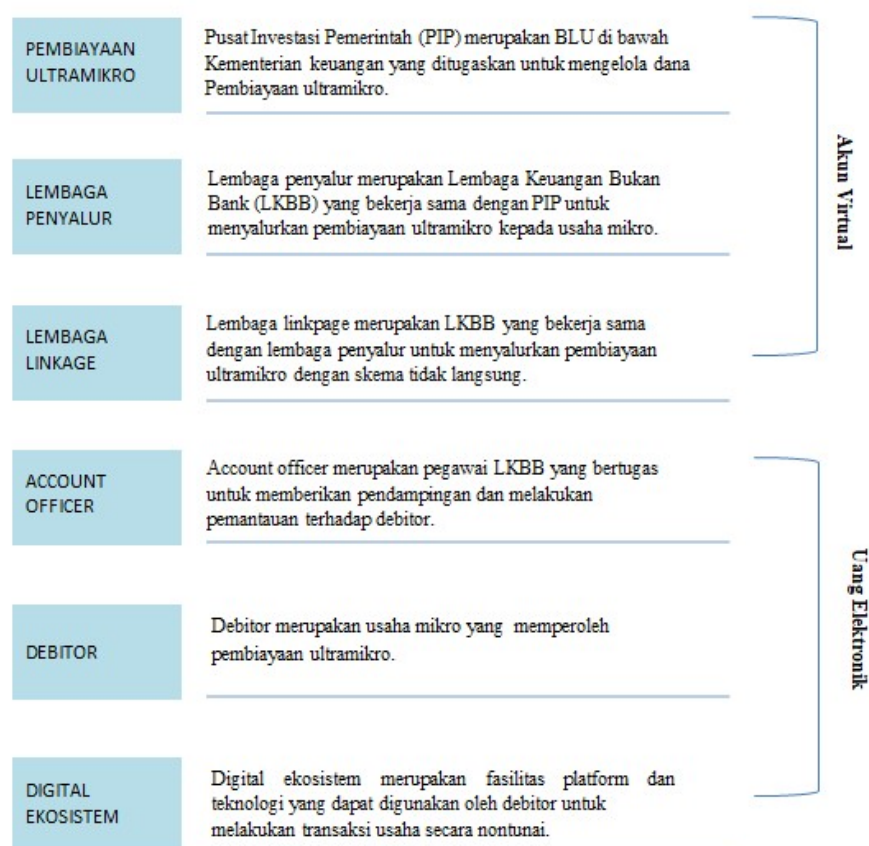 PEMBIAYAAN
ULTRAMIKRO
Pusat Investasi Pemerintah (PIP) merupakan BLU di bawah
Kementerian keuangan yang ditugaskan untuk mengelola dana
Pembiayaan ultramikro.
LEMBAGA
PENYALUR
Lembaga penyalur merupakan Lembaga Keuangan Bukan
Bank (LKBB) yang bekerja sama dengan PIP untuk
menyalurkan pembiayaan ultramikro kepada usaha mikro.
LEMBAGA
LINKAGE
Lembaga linkpage merupakan LKBB yang bekerja sama
dengan lembaga penyalur untuk menyalurkan pembiayaan
ultramikro dengan skema tidak langsung.
Akun Virtual
ACCOUNT
OFFICER
Account officer merupakan pegawai LKBB yang bertugas
untuk memberikan pendampingan dan melakukan
pemantauan terhadap debitor.
DEBITOR
Debitor merupakan usaha mikro yang memperoleh
pembiayaan ultramikro.
DIGITAL
EKOSISTEM
Digital ekosistem merupakan fasilitas platform dan
teknologi yang dapat digunakan oleh debitor untuk
melakukan transaksi usaha secara nontunai.
Uang Elektronik